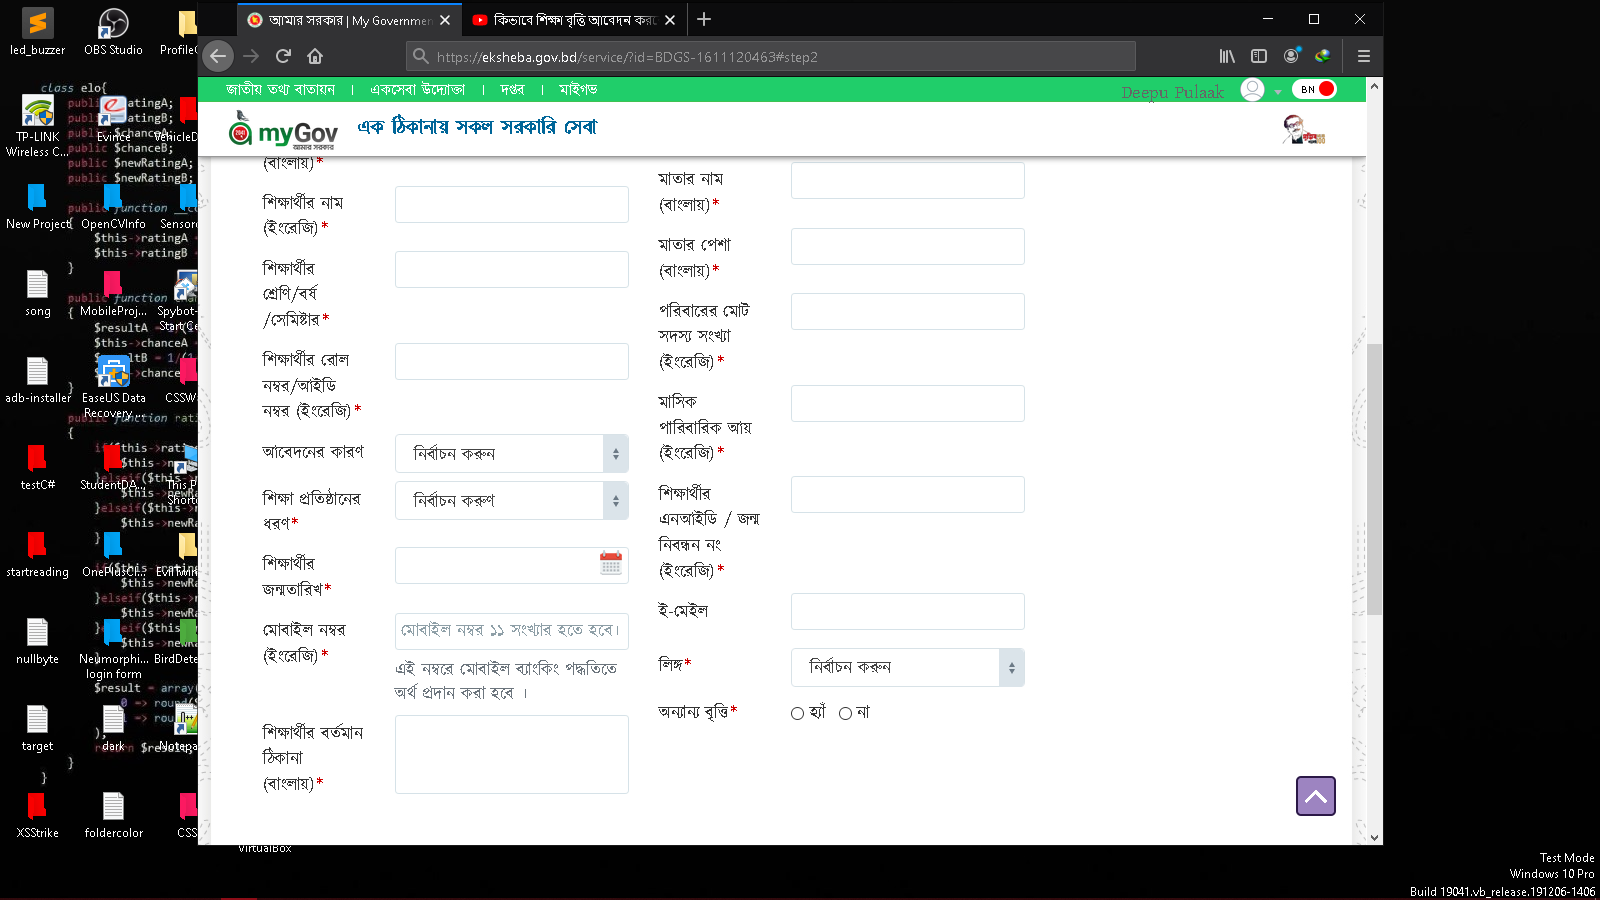 আমার সরকার | My Governmen
কিভাবে শিক্ষা বৃত্তি আবেদন কর
https://eksheba.gov.bd/service/?id=BDGS-1611120463#step2
জাতীয় তথ্য বাতায়ন | একসেবা উদ্যোক্তা | দপ্তর | মাইগভ
Deepu Pulaak
BN
myGov
আমার সরকার
এক ঠিকানায় সকল সরকারি সেবা
(বাংলায়)*
শিক্ষার্থীর নাম
(ইংরেজি)*
শিক্ষার্থীর
শ্রেণি/বর্ষ
/সেমিষ্টার*
শিক্ষার্থীর রোল
নম্বর/আইডি
নম্বর (ইংরেজি)*
আবেদনের কারণ
নির্বাচন করুন
শিক্ষা প্রতিষ্ঠানের
ধরণ*
নির্বাচন করুণ
শিক্ষার্থীর
জন্মতারিখ*
মোবাইল নম্বর
(ইংরেজি)*
মোবাইল নম্বর ১১ সংখ্যার হতে হবে।
এই নম্বরে মোবাইল ব্যাংকিং পদ্ধতিতে
অর্থ প্রদান করা হবে ।
শিক্ষার্থীর বর্তমান
ঠিকানা
(বাংলায়)*
মাতার নাম
(বাংলায়)*
মাতার পেশা
(বাংলায়)*
পরিবারের মোট
সদস্য সংখ্যা
(ইংরেজি)*
মাসিক
পারিবারিক আয়
(ইংরেজি)*
শিক্ষার্থীর
এনআইডি / জন্ম
নিবন্ধন নং
(ইংরেজি)*
ই-মেইল
লিঙ্গ*
নির্বাচন করুন
অন্যান্য বৃত্তি*
হ্যাঁ না
led_buzzer
OBS Studio
TP-LINK
Wireless C...
Evince
New Project
OpenCVInfo
Sensor
song
MobileProj...
Spybot-
Start Ce
adb-installer
EaseUS Data
Recovery ...
CSSW
testC#
StudentDA...
This P
Short
startreading
OnePlusCl...
EvilTwin
nullbyte
Neumorphi...
login form
BirdDete
target
dark
Notepa
XSStrike
foldercolor
CSS
VirtualBox
class elo{
Test Mode
Windows 10 Pro
Build 19041.vb_release.191206-1406